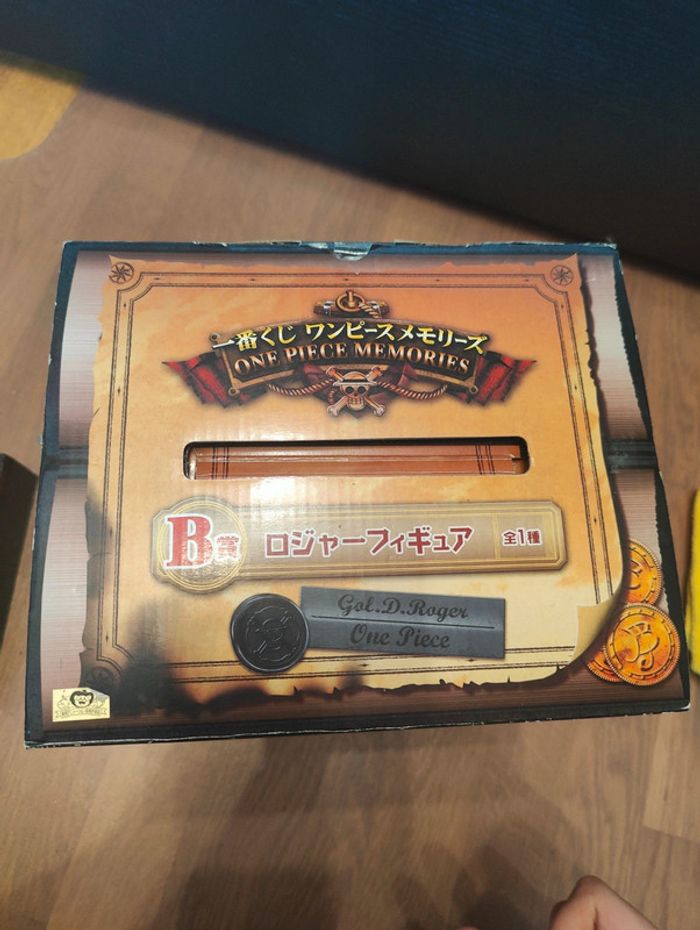 一番くじ ワンピースメモリーズ
ONE PIECE MEMORIES
B賞 ロジャーフィギュア 全1種
Gol.D.Roger
One Piece